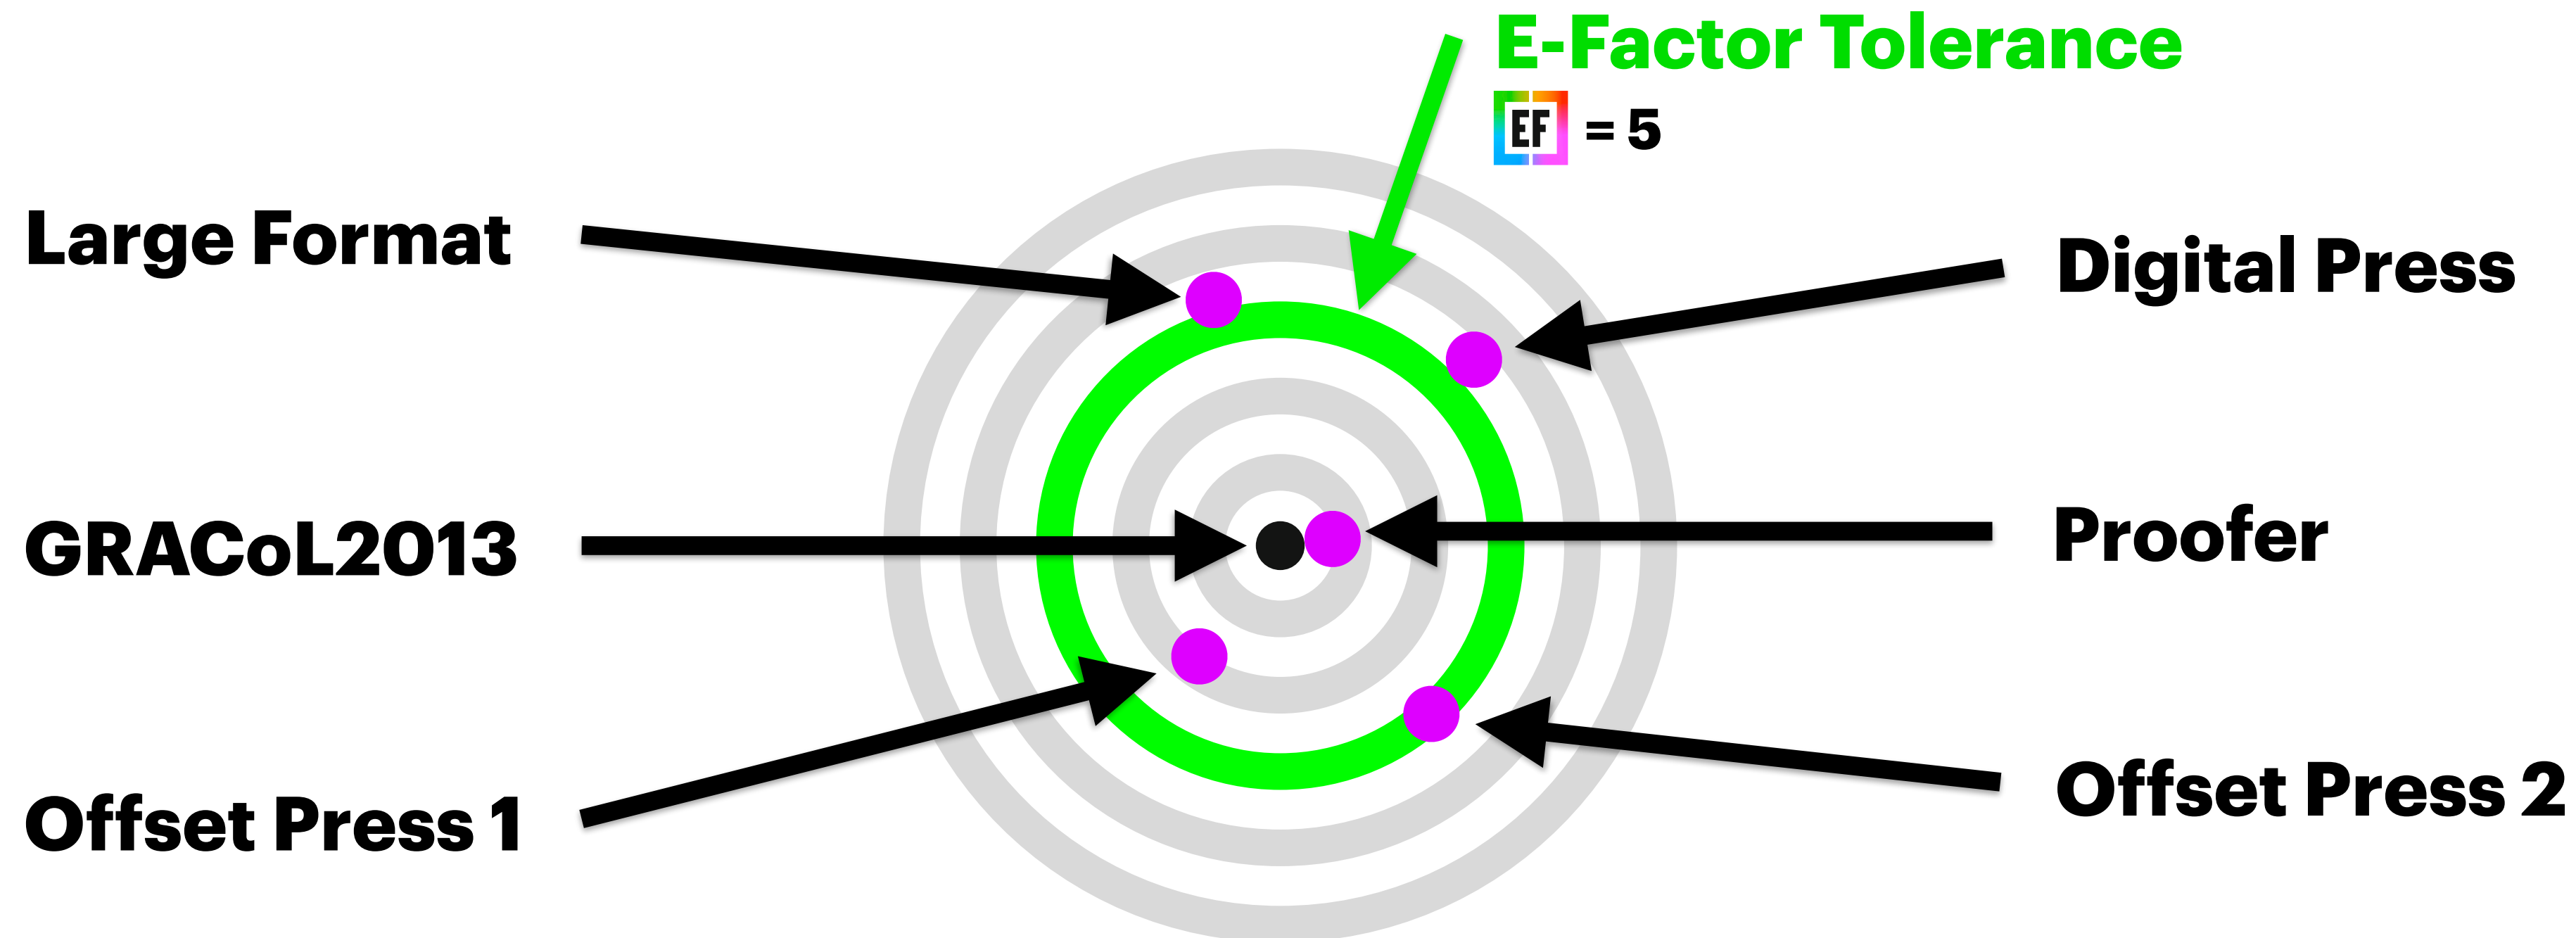 E-Factor Tolerance
EF = 5
Large Format
Digital Press
GRACoL2013
Proofer
Offset Press 1
Offset Press 2